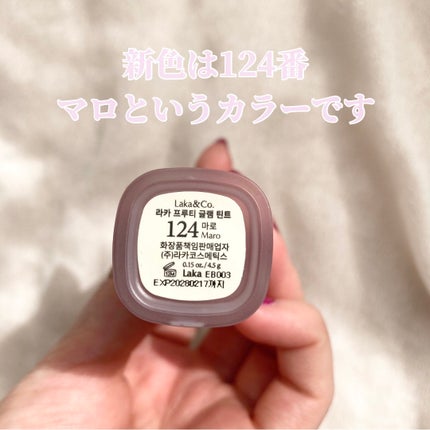 新色は124番
マロというカラーです
Laka&Co.
라카 프루티 글램 틴트
124 마로
Maro
화장품책임판매업자
(주)라카코스메틱스
0.15 oz. / 4.5 g
Laka EB003
EXP20280217까지